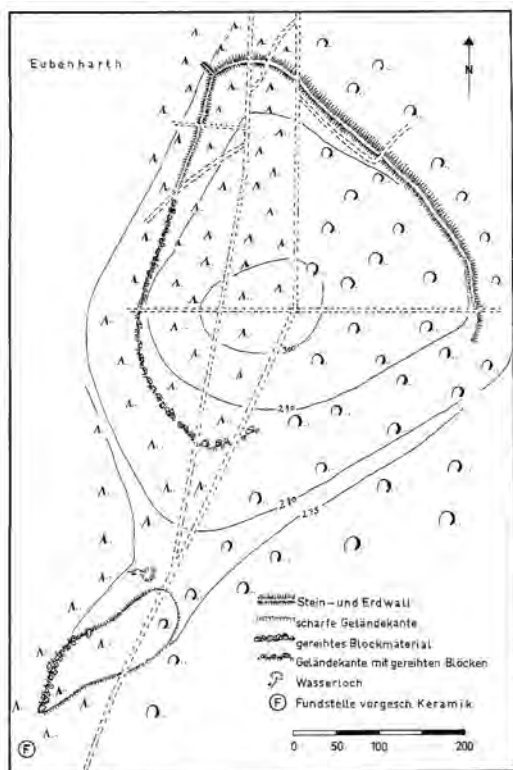 Eubenharth
N
300
290
280
275
Stein- und Erdwall
scharfe Geländekante
gereihtes Blockmaterial
Geländekante mit gereihten Blöcken
Wasserloch
F Fundstelle vorgesch. Keramik
0 50 100 200
F